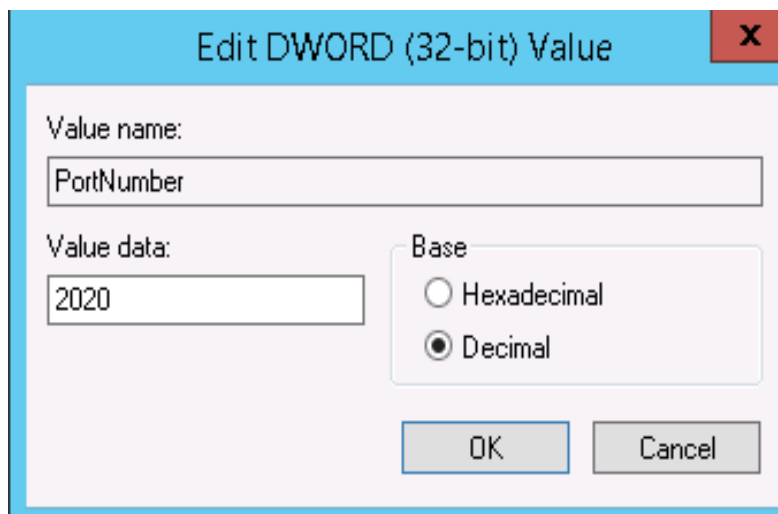 Edit DWORD (32-bit) Value
x
Value name:
PortNumber
Value data:
2020
Base
Hexadecimal
Decimal
OK
Cancel